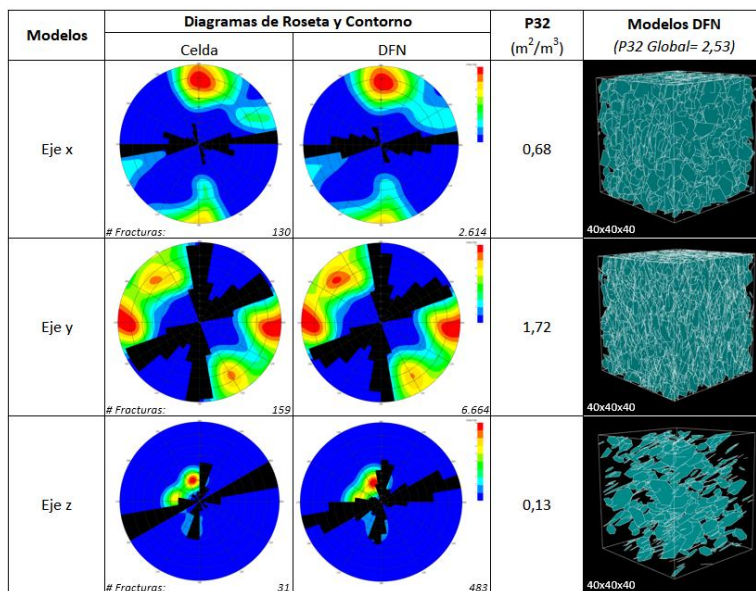 Modelos
Diagramas de Roseta y Contorno
P32
(m²/m³)
Modelos DFN
(P32 Global= 2,53)
Celda
DFN
Eje x
0,68
# Fracturas:
130
2.614
40x40x40
Eje y
1,72
# Fracturas:
159
6.664
40x40x40
Eje z
0,13
# Fracturas:
31
483
40x40x40